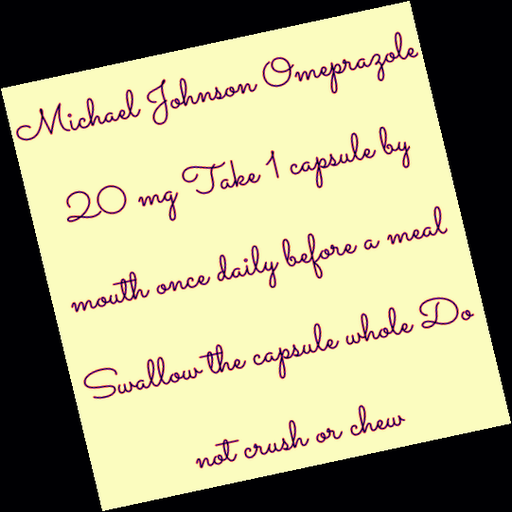 Michael Johnson Omeprazole
20 mg Take 1 capsule by
mouth once daily before a meal
Swallow the capsule whole Do
not crush or chew